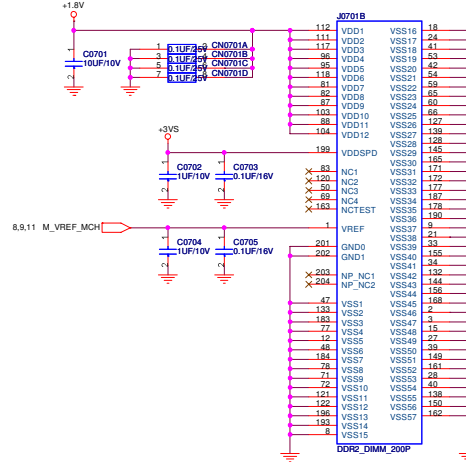 +1.8V
J0701B
112 VDD1 VSS16 18
111 VDD2 VSS17 24
117 VDD3 VSS18 41
96 VDD4 VSS19 53
95 VDD5 VSS20 42
118 VDD6 VSS21 54
81 VDD7 VSS22 59
82 VDD8 VSS23 65
87 VDD9 VSS24 60
103 VDD10 VSS25 66
88 VDD11 VSS26 127
104 VDD12 VSS27 139
VSS28 128
199 VDDSPD VSS29 145
VSS30 165
83 NC1 VSS31 171
120 NC2 VSS32 172
50 NC3 VSS33 177
69 NC4 VSS34 187
163 NCTEST VSS35 178
VSS36 190
1 VREF VSS37 9
VSS38 21
201 GND0 VSS39 33
202 GND1 VSS40 155
VSS41 34
203 NP_NC1 VSS42 132
204 NP_NC2 VSS43 144
VSS44 156
47 VSS1 VSS45 168
133 VSS2 VSS46 2
183 VSS3 VSS47 3
77 VSS4 VSS48 15
12 VSS5 VSS49 27
48 VSS6 VSS50 39
184 VSS7 VSS51 149
78 VSS8 VSS52 161
71 VSS9 VSS53 28
72 VSS10 VSS54 40
121 VSS11 VSS55 138
122 VSS12 VSS56 150
196 VSS13 VSS57 162
193 VSS14
8 VSS15
DDR2_DIMM_200P
1 2 C0701
10UF/10V
1 0.1UF/25V CN0701A
3 0.1UF/25V CN0701B
5 0.1UF/25V CN0701C
7 0.1UF/25V CN0701D
+3VS
1 2 C0702
1UF/10V
1 2 C0703
0.1UF/16V
8,9,11 M_VREF_MCH
1 2 C0704
1UF/10V
1 2 C0705
0.1UF/16V